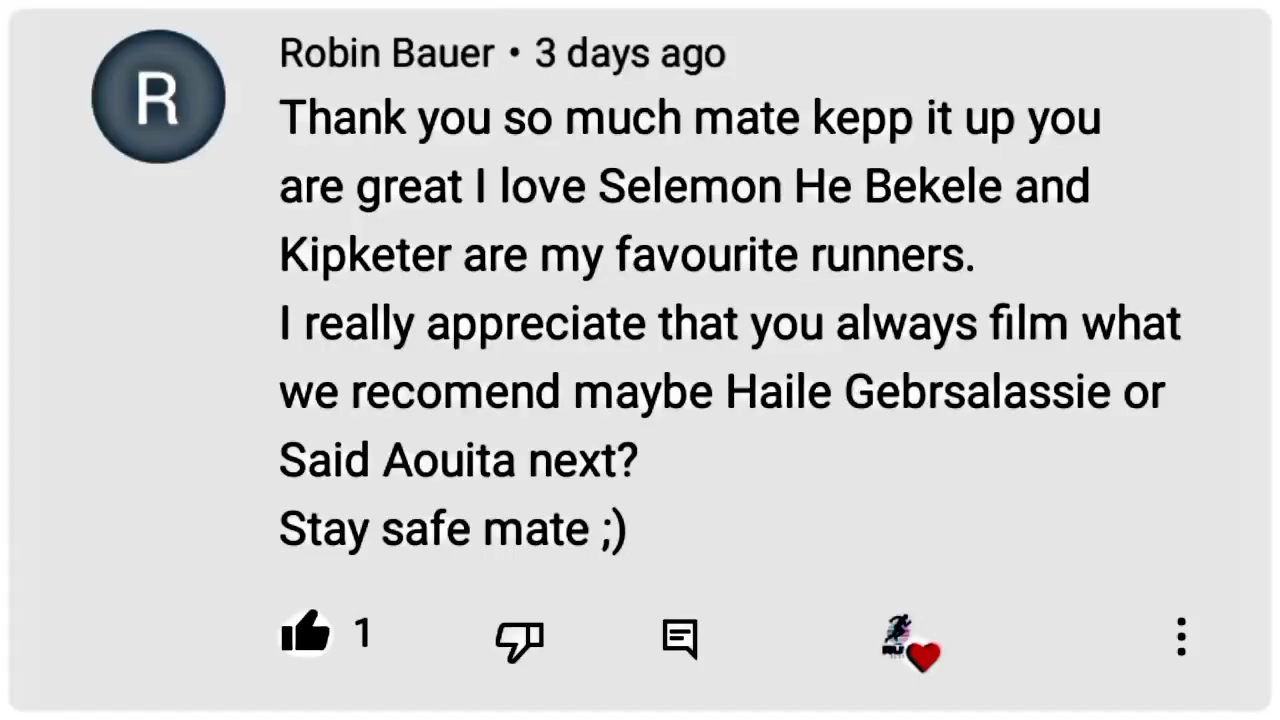 R
Robin Bauer • 3 days ago
Thank you so much mate kepp it up you
are great I love Selemon He Bekele and
Kipketer are my favourite runners.
I really appreciate that you always film what
we recomend maybe Haile Gebrsalassie or
Said Aouita next?
Stay safe mate ;)
1